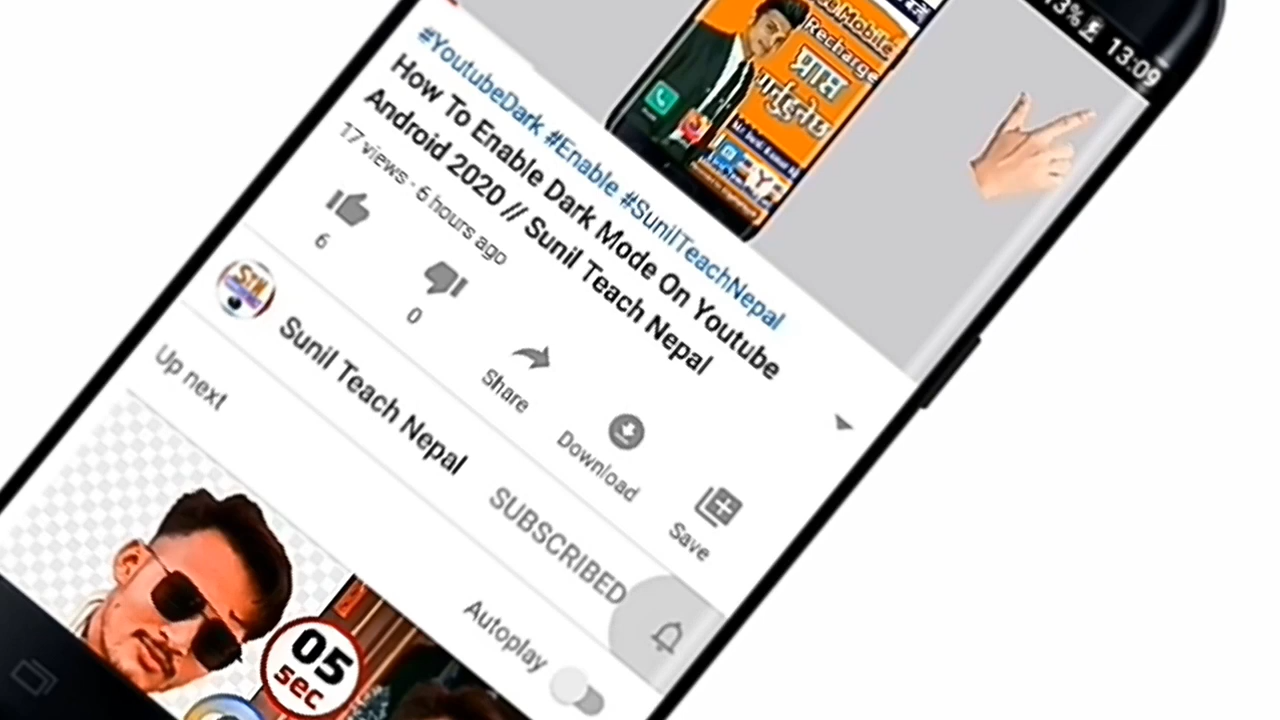 13:09
Mobile
Recharge
प्राप्त
गर्नुहोस
#YoutubeDark #Enable #SunilTeachNepal
How To Enable Dark Mode On Youtube
Android 2020 // Sunil Teach Nepal
17 views · 6 hours ago
6
0
Share
Download
Save
Sunil Teach Nepal
SUBSCRIBED
Up next
Autoplay
05
sec